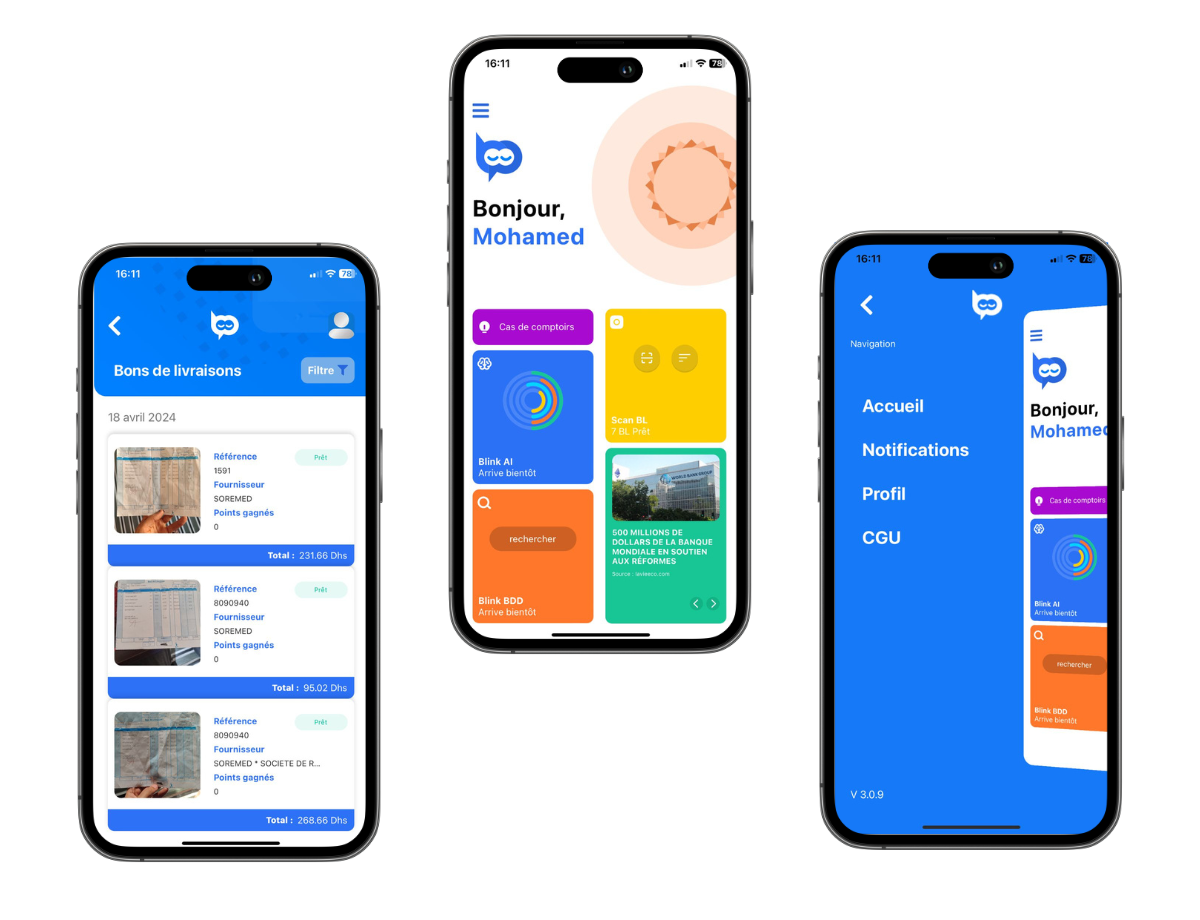 16:11
78
Bons de livraisons
Filtre
18 avril 2024
Référence
Prêt
1591
Fournisseur
SOREMED
Points gagnés
0
Total : 231.66 Dhs
Référence
Prêt
8090940
Fournisseur
SOREMED
Points gagnés
0
Total : 95.02 Dhs
Référence
Prêt
8090940
Fournisseur
SOREMED * SOCIETE DE R...
Points gagnés
0
Total : 268.66 Dhs
16:11
78
Bonjour,
Mohamed
Cas de comptoirs
Blink AI
Arrive bientôt
rechercher
Blink BDD
Arrive bientôt
Scan BL
7 BL Prêt
WORLD BANK GROUP
500 MILLIONS DE
DOLLARS DE LA BANQUE
MONDIALE EN SOUTIEN
AUX RÉFORMES
Source : leseco.com
16:11
78
Navigation
Accueil
Notifications
Profil
CGU
V 3.0.9
Bonjour,
Mohamed
Cas de comptoirs
Blink AI
Arrive bientôt
rechercher
Blink BDD
Arrive bientôt